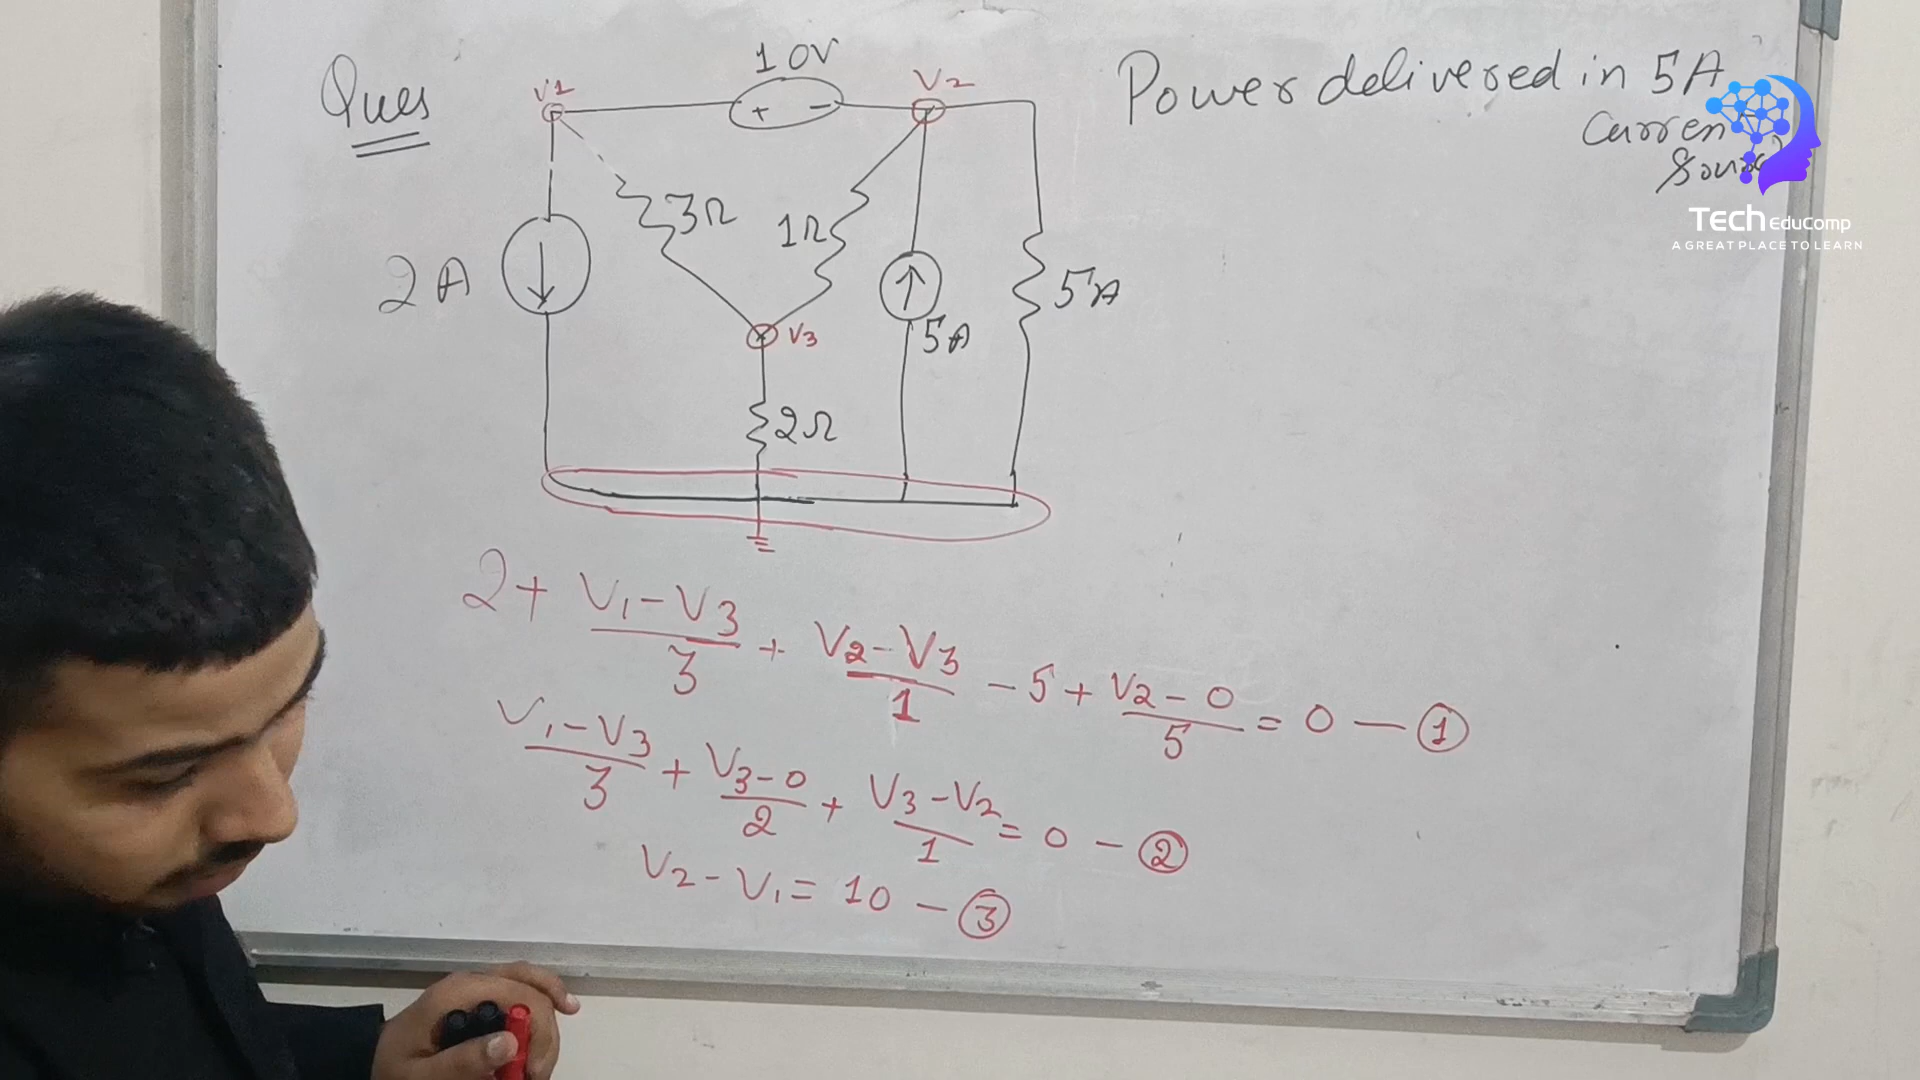 Ques
10V
V1
+ -
V2
3Ω
1Ω
2A
5Ω
5A
V3
2Ω
Power delivered in 5A
Current
Source
Tech EduComp
A GREAT PLACE TO LEARN
2 + V1-V3/3 + V2-V3/1 - 5 + V2-0/5 = 0 — ①
V1-V3/3 + V3-0/2 + V3-V2/1 = 0 — ②
V2-V1 = 10 — ③